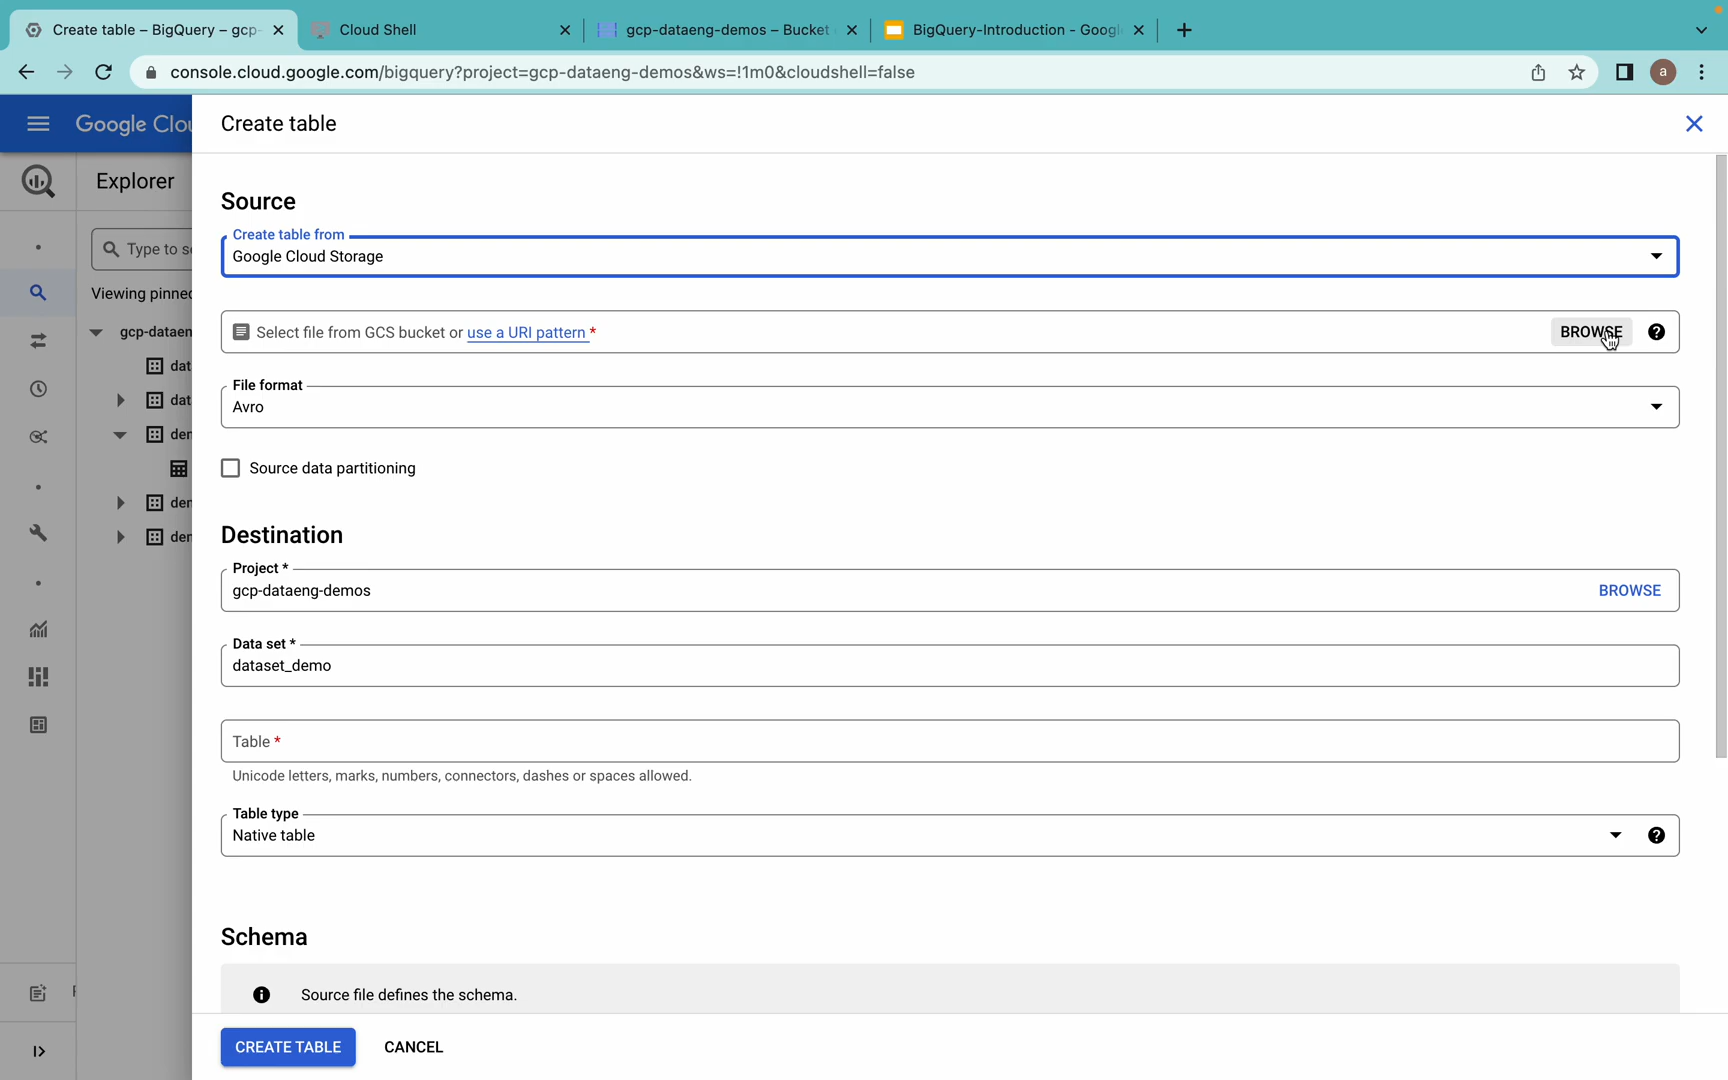 Create table – BigQuery – gcp-
Cloud Shell
gcp-dataeng-demos – Bucket
BigQuery-Introduction - Googl
console.cloud.google.com/bigquery?project=gcp-dataeng-demos&ws=!1m0&cloudshell=false
a
Google Clou
Create table
Explorer
Source
Create table from
Google Cloud Storage
Type to se
Viewing pinned
Select file from GCS bucket or use a URI pattern *
BROWSE
gcp-dataen
dat
File format
Avro
dat
den
Source data partitioning
den
den
Destination
Project *
gcp-dataeng-demos
BROWSE
Data set *
dataset_demo
Table *
Unicode letters, marks, numbers, connectors, dashes or spaces allowed.
Table type
Native table
Schema
Source file defines the schema.
CREATE TABLE
CANCEL